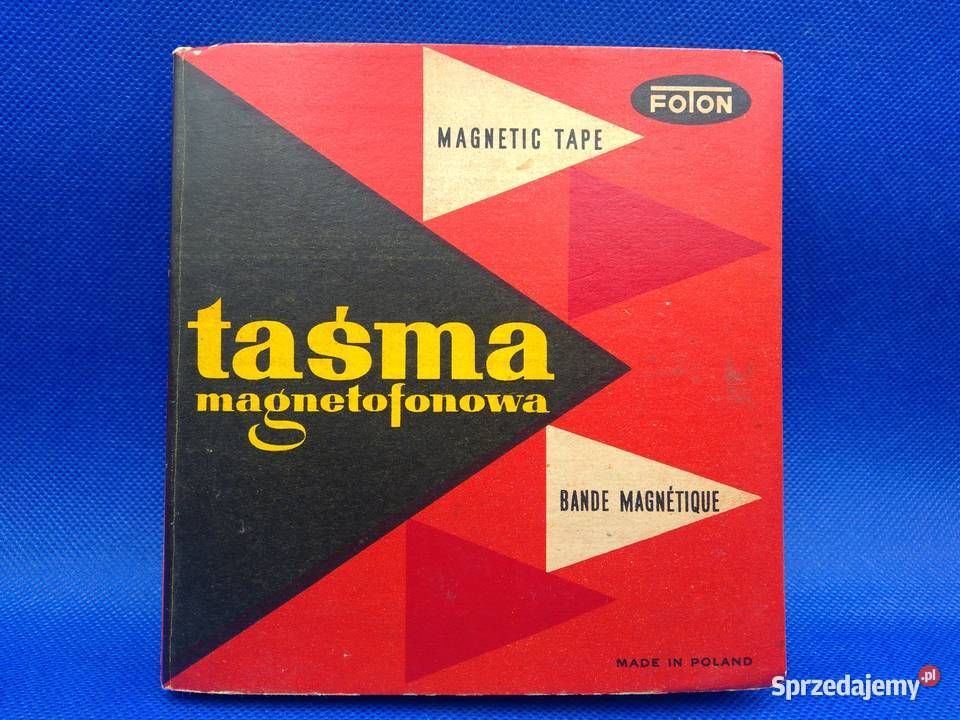 FOTON
MAGNETIC TAPE
taśma
magnetofonowa
BANDE MAGNÉTIQUE
MADE IN POLAND
Sprzedajemy.pl